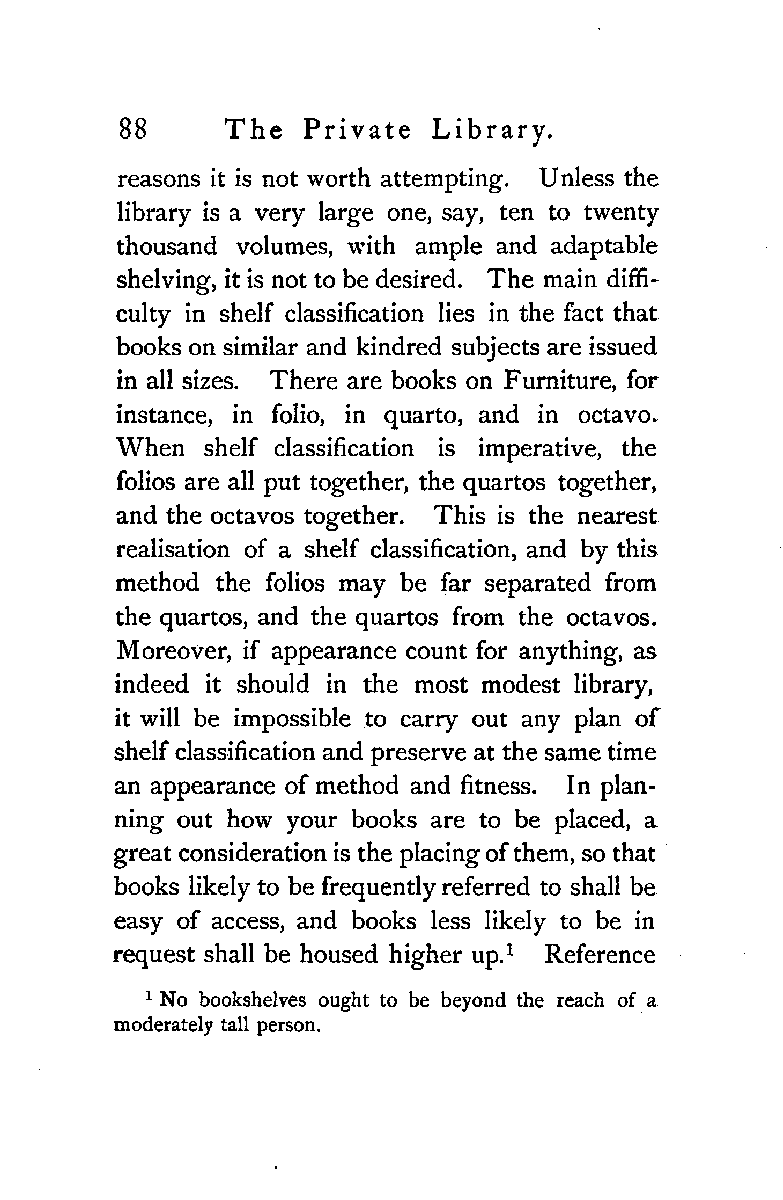 88 The Private Library.
reasons it is not worth attempting. Unless the
library is a very large one, say, ten to twenty
thousand volumes, with ample and adaptable
shelving, it is not to be desired. The main diffi-
culty in shelf classification lies in the fact that
books on similar and kindred subjects are issued
in all sizes. There are books on Furniture, for
instance, in folio, in quarto, and in octavo.
When shelf classification is imperative, the
folios are all put together, the quartos together,
and the octavos together. This is the nearest
realisation of a shelf classification, and by this
method the folios may be far separated from
the quartos, and the quartos from the octavos.
Moreover, if appearance count for anything, as
indeed it should in the most modest library,
it will be impossible to carry out any plan of
shelf classification and preserve at the same time
an appearance of method and fitness. In plan-
ning out how your books are to be placed, a
great consideration is the placing of them, so that
books likely to be frequently referred to shall be
easy of access, and books less likely to be in
request shall be housed higher up.¹ Reference
¹ No bookshelves ought to be beyond the reach of a
moderately tall person.